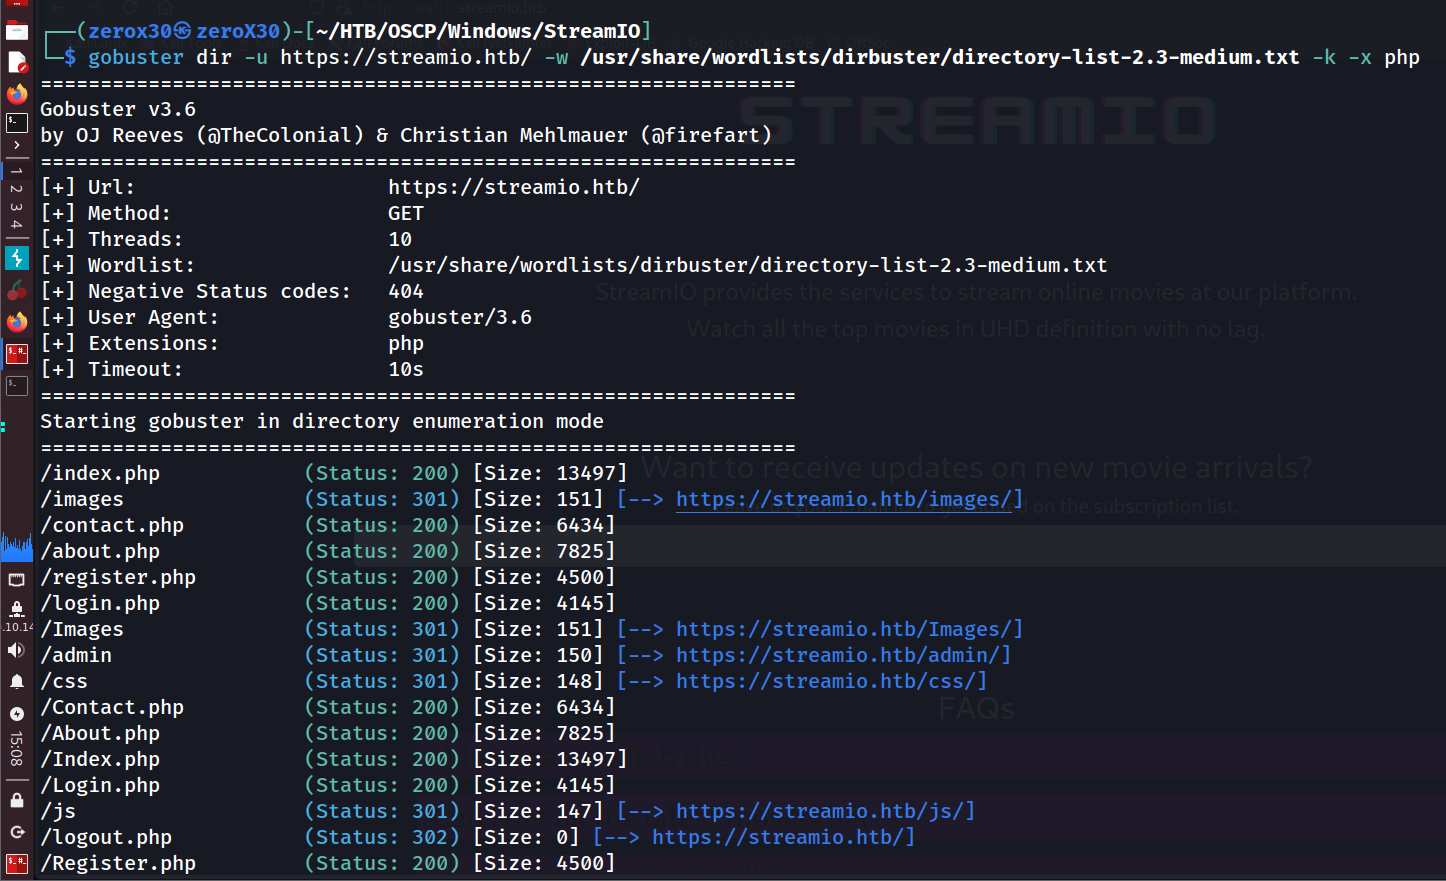 ┌──(zerox30㉿zeroX30)-[~/HTB/OSCP/Windows/StreamIO]
└─$ gobuster dir -u https://streamio.htb/ -w /usr/share/wordlists/dirbuster/directory-list-2.3-medium.txt -k -x php
===============================================================
Gobuster v3.6
by OJ Reeves (@TheColonial) & Christian Mehlmauer (@firefart)
===============================================================
[+] Url: https://streamio.htb/
[+] Method: GET
[+] Threads: 10
[+] Wordlist: /usr/share/wordlists/dirbuster/directory-list-2.3-medium.txt
[+] Negative Status codes: 404
[+] User Agent: gobuster/3.6
[+] Extensions: php
[+] Timeout: 10s
===============================================================
Starting gobuster in directory enumeration mode
===============================================================
/index.php (Status: 200) [Size: 13497]
/images (Status: 301) [Size: 151] [--> https://streamio.htb/images/]
/contact.php (Status: 200) [Size: 6434]
/about.php (Status: 200) [Size: 7825]
/register.php (Status: 200) [Size: 4500]
/login.php (Status: 200) [Size: 4145]
/Images (Status: 301) [Size: 151] [--> https://streamio.htb/Images/]
/admin (Status: 301) [Size: 150] [--> https://streamio.htb/admin/]
/css (Status: 301) [Size: 148] [--> https://streamio.htb/css/]
/Contact.php (Status: 200) [Size: 6434]
/About.php (Status: 200) [Size: 7825]
/Index.php (Status: 200) [Size: 13497]
/Login.php (Status: 200) [Size: 4145]
/js (Status: 301) [Size: 147] [--> https://streamio.htb/js/]
/logout.php (Status: 302) [Size: 0] [--> https://streamio.htb/]
/Register.php (Status: 200) [Size: 4500]
STREAMIO
StreamIO provides the services to stream online movies at our platform.
Watch all the top movies in UHD definition with no lag.
Want to receive updates on new movie arrivals?
on the subscription list.
FAQs
this?
1
2
3
4
.10.14
15:08